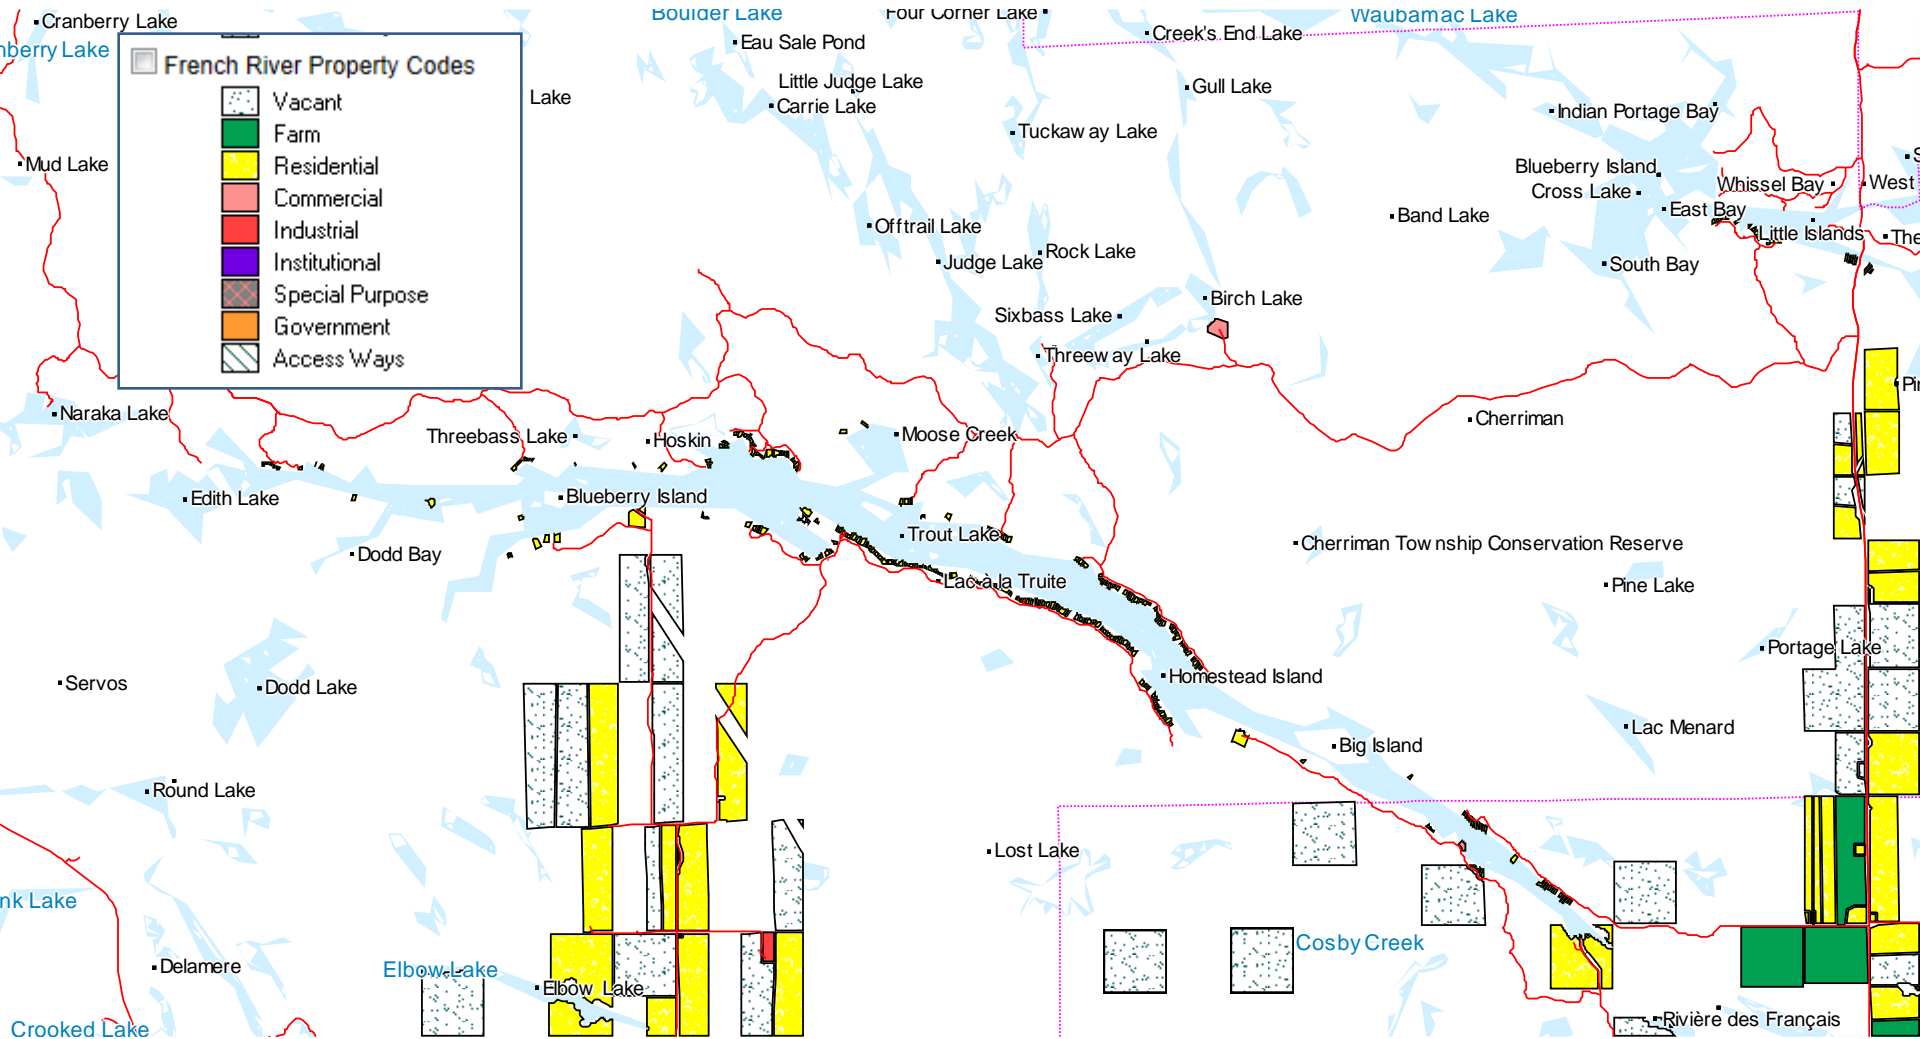 Cranberry Lake
Boulder Lake
Four Corner Lake
Waubamac Lake
nberry Lake
Eau Sale Pond
Creek's End Lake
French River Property Codes
Vacant
Farm
Residential
Commercial
Industrial
Institutional
Special Purpose
Government
Access Ways
Lake
Little Judge Lake
Carrie Lake
Gull Lake
Indian Portage Bay
Tuckaway Lake
Mud Lake
Blueberry Island
Cross Lake
Whissel Bay
West
East Bay
Band Lake
Offtrail Lake
Little Islands
The
Judge Lake
Rock Lake
South Bay
Birch Lake
Sixbass Lake
Threeway Lake
Pin
Naraka Lake
Cherriman
Threebass Lake
Hoskin
Moose Creek
Edith Lake
Blueberry Island
Trout Lake
Cherriman Township Conservation Reserve
Dodd Bay
Lac à la Truite
Pine Lake
Portage Lake
Servos
Dodd Lake
Homestead Island
Lac Menard
Big Island
Round Lake
Lost Lake
nk Lake
Cosby Creek
Delamere
Elbow Lake
Elbow Lake
Crooked Lake
Rivière des Français